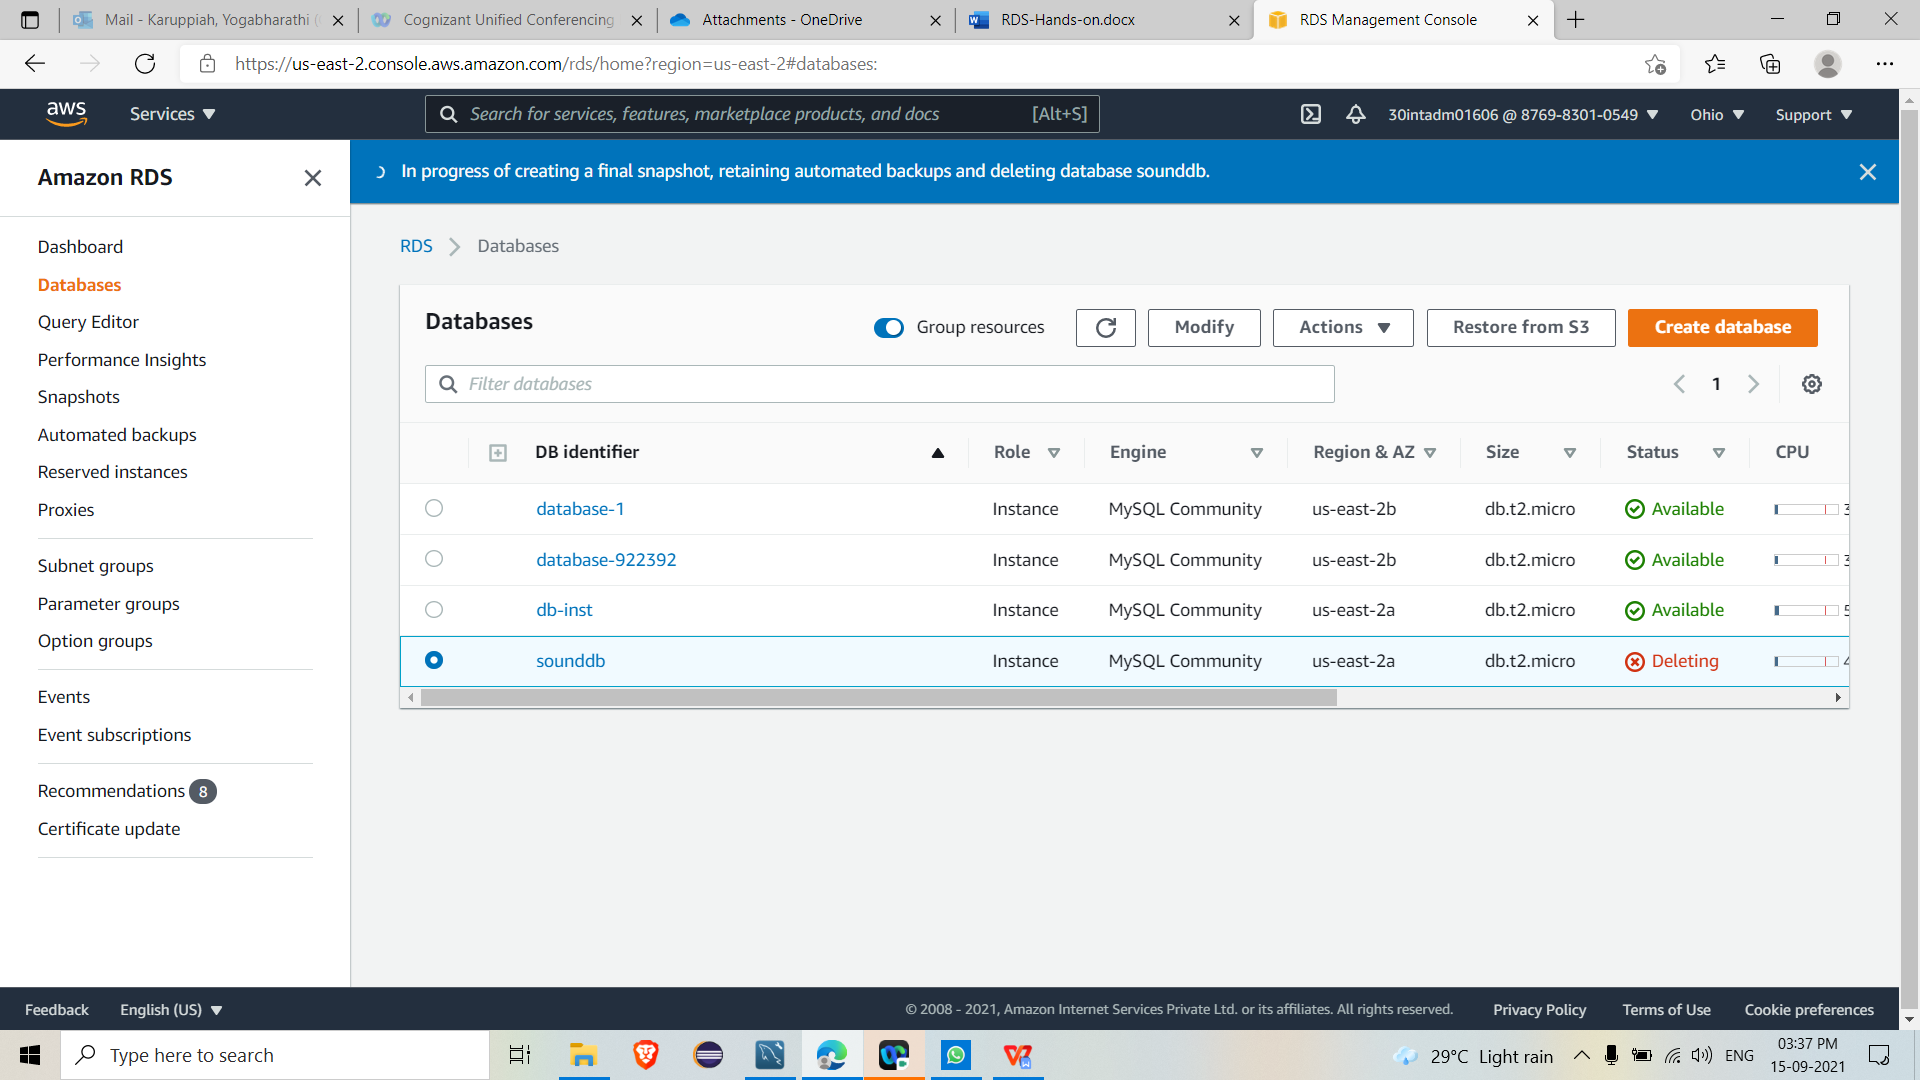 Mail - Karuppiah, Yogabharathi
Cognizant Unified Conferencing
Attachments - OneDrive
RDS-Hands-on.docx
RDS Management Console
https://us-east-2.console.aws.amazon.com/rds/home?region=us-east-2#databases:
aws
Services
Search for services, features, marketplace products, and docs
[Alt+S]
30intadm01606 @ 8769-8301-0549
Ohio
Support
Amazon RDS
In progress of creating a final snapshot, retaining automated backups and deleting database sounddb.
Dashboard
Databases
Query Editor
Performance Insights
Snapshots
Automated backups
Reserved instances
Proxies
Subnet groups
Parameter groups
Option groups
Events
Event subscriptions
Recommendations 8
Certificate update
RDS > Databases
Databases
Group resources
Modify
Actions
Restore from S3
Create database
Filter databases
1
DB identifier Role Engine Region & AZ Size Status CPU
database-1 Instance MySQL Community us-east-2b db.t2.micro Available
database-922392 Instance MySQL Community us-east-2b db.t2.micro Available
db-inst Instance MySQL Community us-east-2a db.t2.micro Available
sounddb Instance MySQL Community us-east-2a db.t2.micro Deleting
Feedback
English (US)
© 2008 - 2021, Amazon Internet Services Private Ltd. or its affiliates. All rights reserved.
Privacy Policy
Terms of Use
Cookie preferences
Type here to search
29°C Light rain
ENG
03:37 PM
15-09-2021